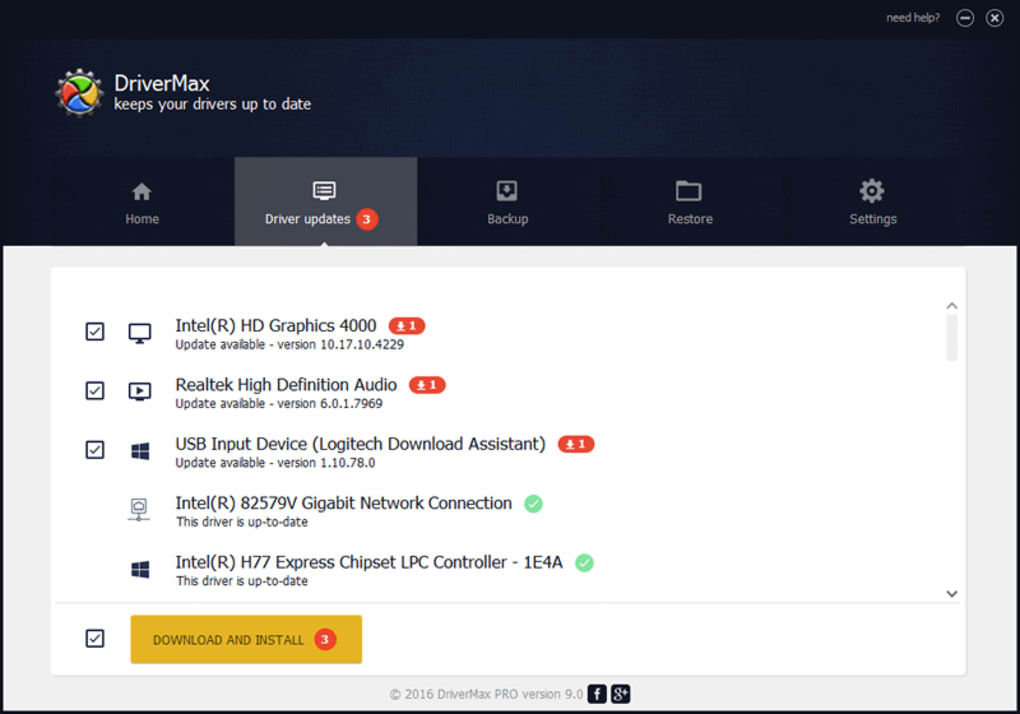 need help?
DriverMax
keeps your drivers up to date
Home
Driver updates 3
Backup
Restore
Settings
Intel(R) HD Graphics 4000 1
Update available - version 10.17.10.4229
Realtek High Definition Audio 1
Update available - version 6.0.1.7969
USB Input Device (Logitech Download Assistant) 1
Update available - version 1.10.78.0
Intel(R) 82579V Gigabit Network Connection
This driver is up-to-date
Intel(R) H77 Express Chipset LPC Controller - 1E4A
This driver is up-to-date
DOWNLOAD AND INSTALL 3
© 2016 DriverMax PRO version 9.0 f g+